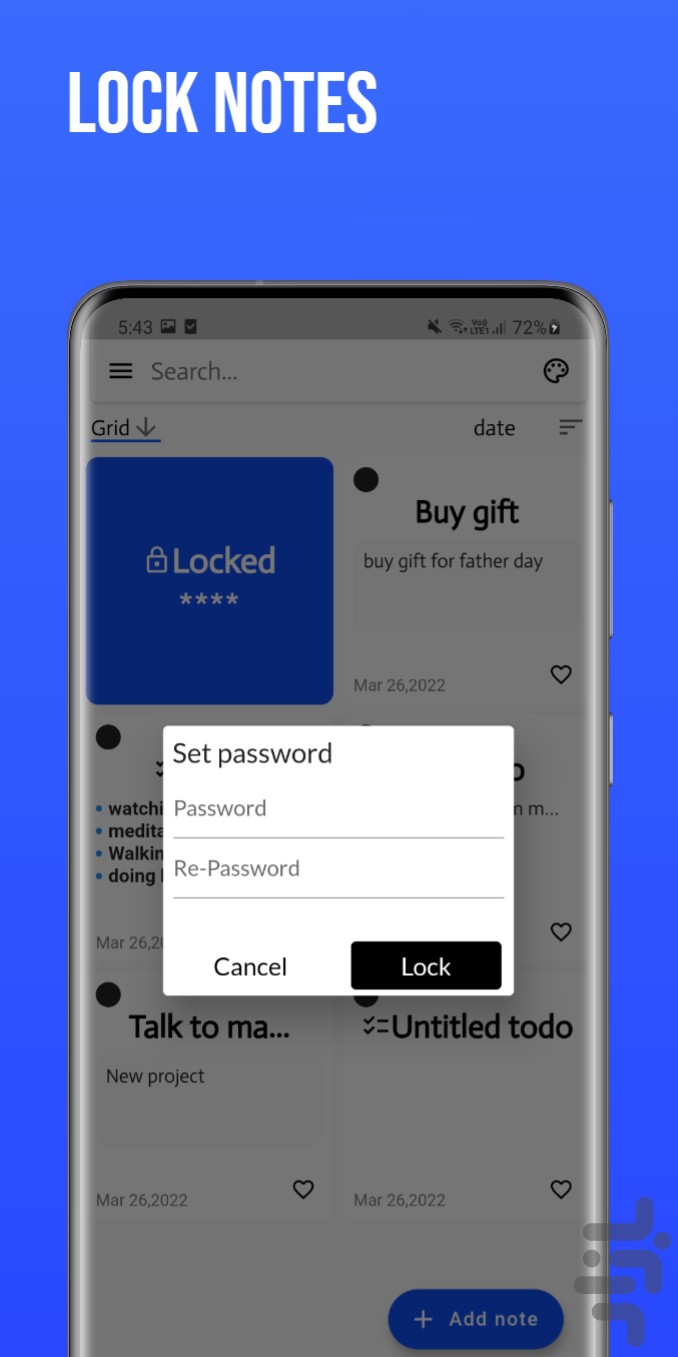 LOCK NOTES
5:43
Vo)) LTE1 72%
Search...
Grid
date
Locked
****
Buy gift
buy gift for father day
Mar 26,2022
Set password
Password
Re-Password
Cancel
Lock
watchi
medita
Walkin
doing
m...
Mar 26,20
Talk to ma...
New project
Mar 26,2022
Untitled todo
Mar 26,2022
+ Add note